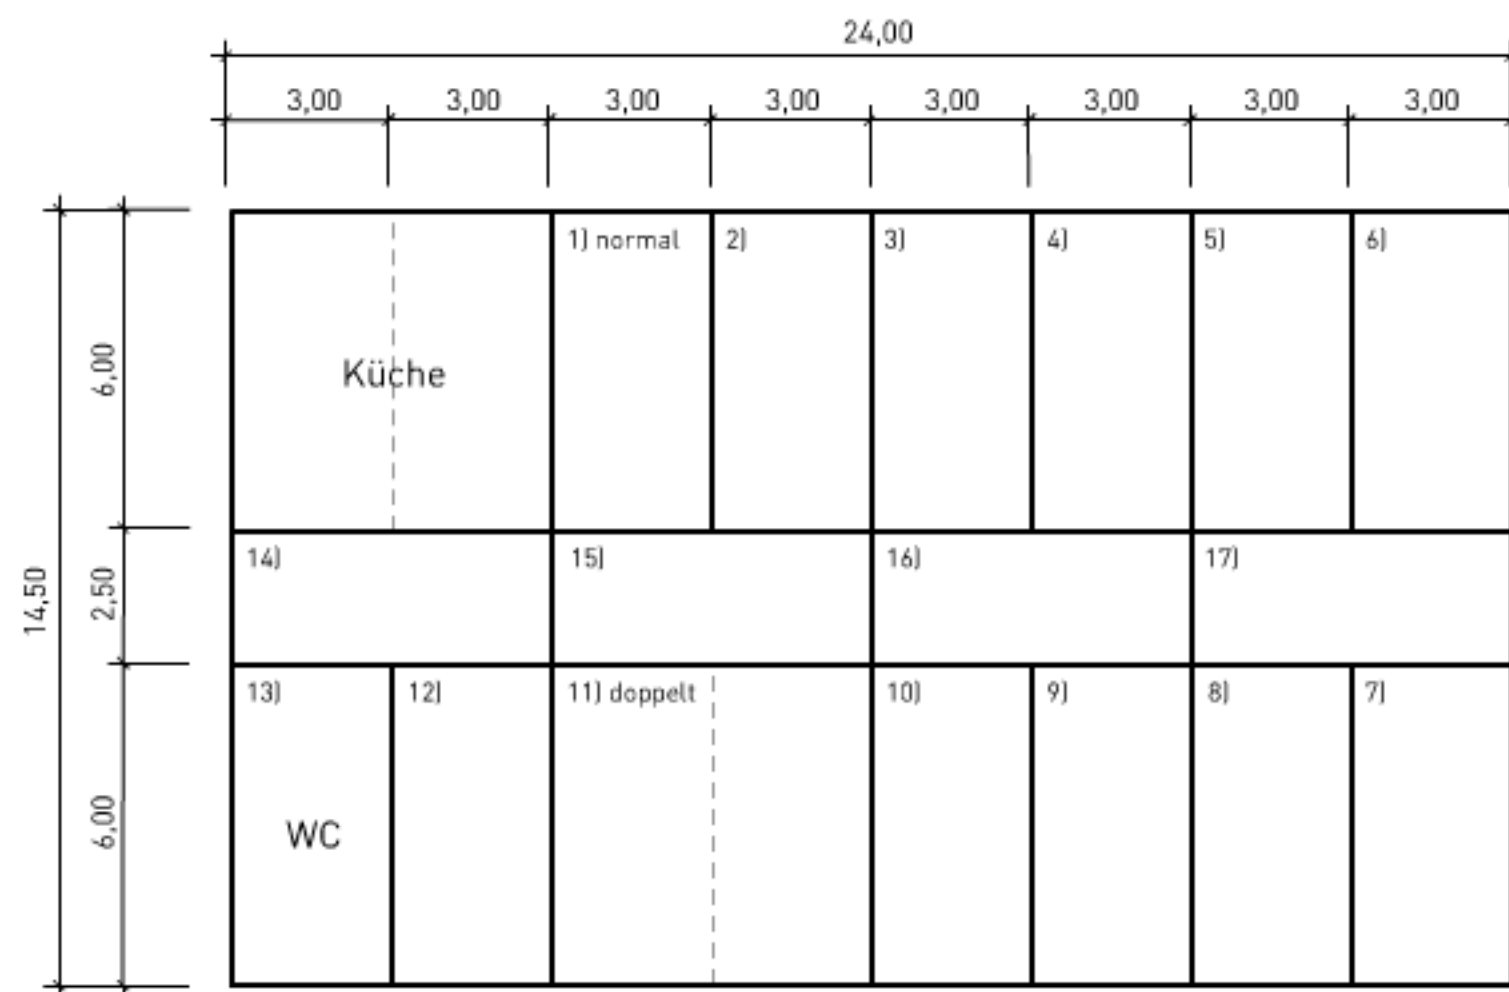 24,00
3,00 3,00 3,00 3,00 3,00 3,00 3,00 3,00
1) normal 2) 3) 4) 5) 6)
6,00
Küche
14) 15) 16) 17)
2,50
14,50
13) 12) 11) doppelt 10) 9) 8) 7)
6,00
WC